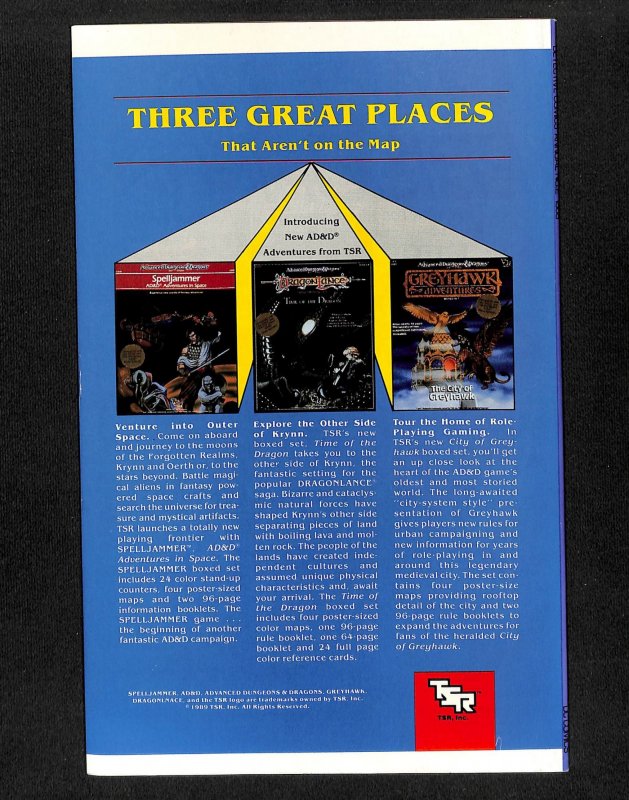 THREE GREAT PLACES
That Aren't on the Map
Introducing
New AD&D®
Adventures from TSR
Advanced Dungeons & Dragons
Spelljammer
AD&D® Adventures in Space
Advanced Dungeons & Dragons
DRAGONLANCE
TIME OF THE DRAGON
Advanced Dungeons & Dragons
GREYHAWK
ADVENTURES
The City of
Greyhawk
Venture into Outer
Space. Come on aboard
and journey to the moons
of the Forgotten Realms,
Krynn and Oerth or, to the
stars beyond. Battle magi-
cal aliens in fantasy pow
ered space crafts and
search the universe for trea-
sure and mystical artifacts.
TSR launches a totally new
playing frontier with
SPELLJAMMER™, AD&D®
Adventures in Space. The
SPELLJAMMER boxed set
includes 24 color stand-up
counters, four poster-sized
maps and two 96-page
information booklets. The
SPELLJAMMER game . . .
the beginning of another
fantastic AD&D campaign.
Explore the Other Side
of Krynn. TSR's new
boxed set, Time of the
Dragon takes you to the
other side of Krynn, the
fantastic setting for the
popular DRAGONLANCE®
saga. Bizarre and cataclys-
mic natural forces have
shaped Krynn's other side
separating pieces of land
with boiling lava and mol-
ten rock. The people of the
lands have created inde-
pendent cultures and
assumed unique physical
characteristics and, await
your arrival. The Time of
the Dragon boxed set
includes four poster-sized
color maps, one 96-page
rule booklet, one 64-page
booklet and 24 full page
color reference cards.
Tour the Home of Role-
Playing Gaming. In
TSR's new City of Grey-
hawk boxed set, you'll get
an up close look at the
heart of the AD&D game's
oldest and most storied
world. The long-awaited
"city-system style" pre-
sentation of Greyhawk
gives players new rules for
urban campaigning and
new information for years
of role-playing in and
around this legendary
medieval city. The set con-
tains four poster-size
maps providing rooftop
detail of the city and two
96-page rule booklets to
expand the adventures for
fans of the heralded City
of Greyhawk.
SPELLJAMMER, AD&D, ADVANCED DUNGEONS & DRAGONS, GREYHAWK,
DRAGONLNACE, and the TSR logo are trademarks owned by TSR, Inc.
© 1989 TSR, Inc. All Rights Reserved.
TSR™
TSR, Inc.